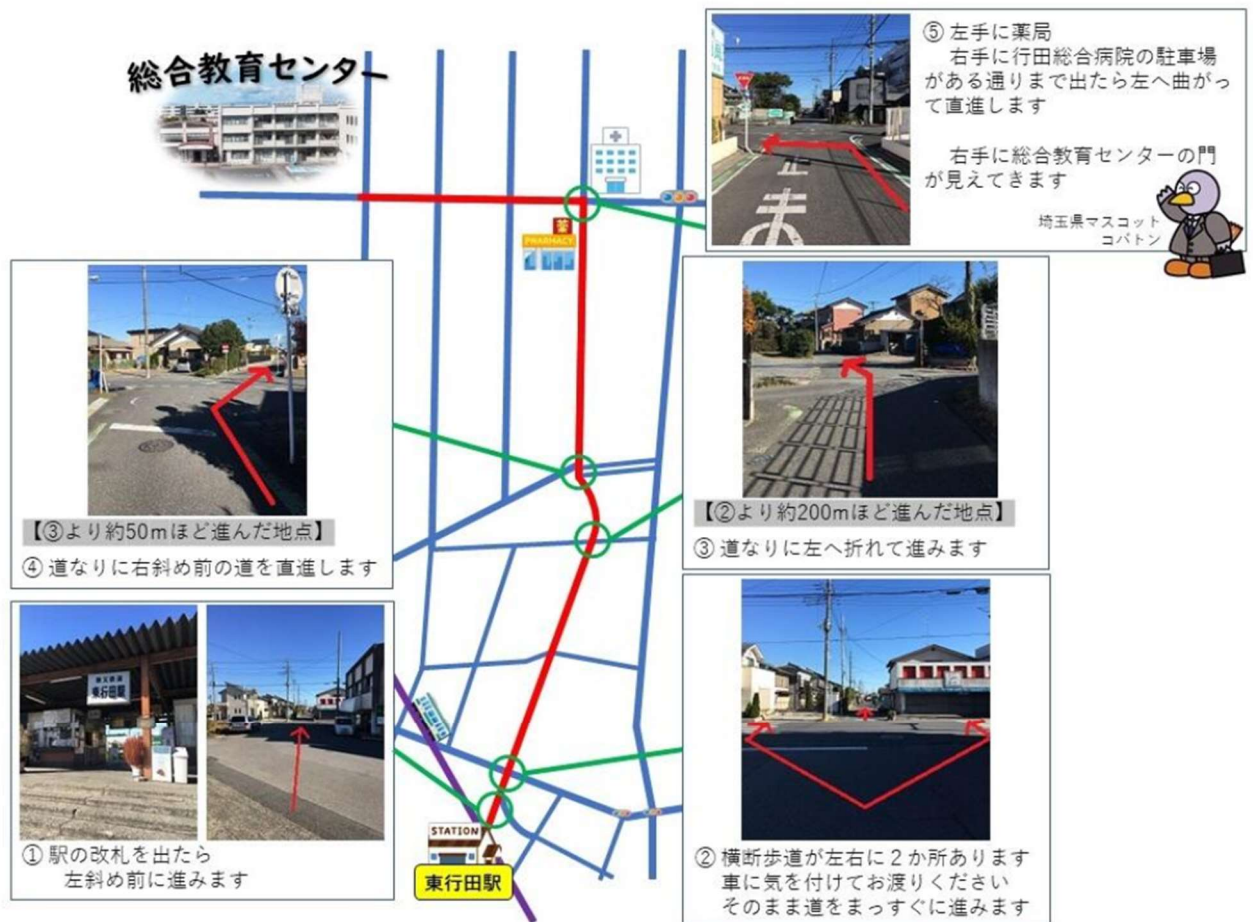 総合教育センター
⑤ 左手に薬局
右手に行田総合病院の駐車場
がある通りまで出たら左へ曲がっ
て直進します
右手に総合教育センターの門
が見えてきます
埼玉県マスコット
コバトン
薬
PHARMACY
止ま
【③より約50mほど進んだ地点】
④ 道なりに右斜め前の道を直進します
【②より約200mほど進んだ地点】
③ 道なりに左へ折れて進みます
東行田駅
① 駅の改札を出たら
左斜め前に進みます
STATION
東行田駅
② 横断歩道が左右に２か所あります
車に気を付けてお渡りください
そのまま道をまっすぐに進みます